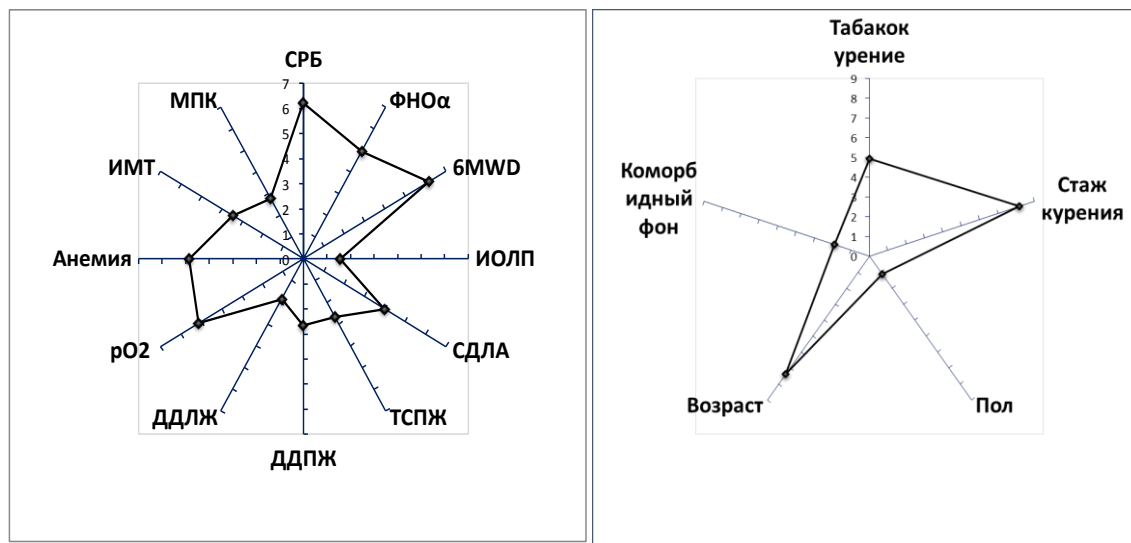 СРБ
7
6
5
4
3
2
1
0
ФНОα
6MWD
ИОЛП
СДЛА
ТСПЖ
ДДПЖ
ДДЛЖ
pO2
Анемия
ИМТ
МПК
Табакок
урение
9
8
7
6
5
4
3
2
1
0
Стаж
курения
Пол
Возраст
Коморб
идный
фон